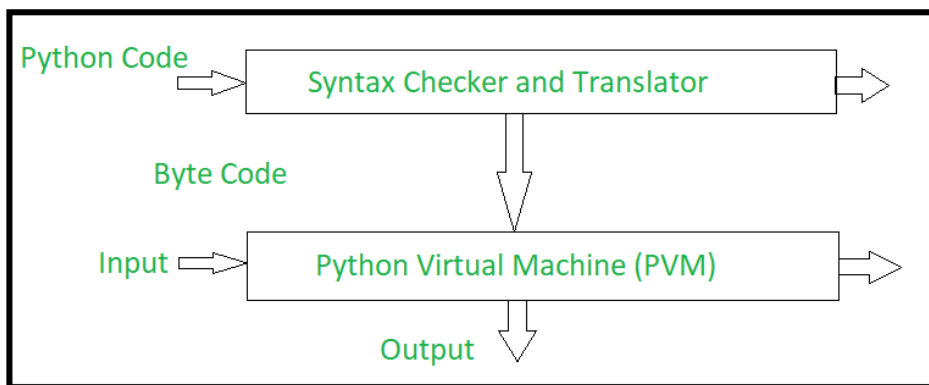 Python Code
Syntax Checker and Translator
Byte Code
Input
Python Virtual Machine (PVM)
Output